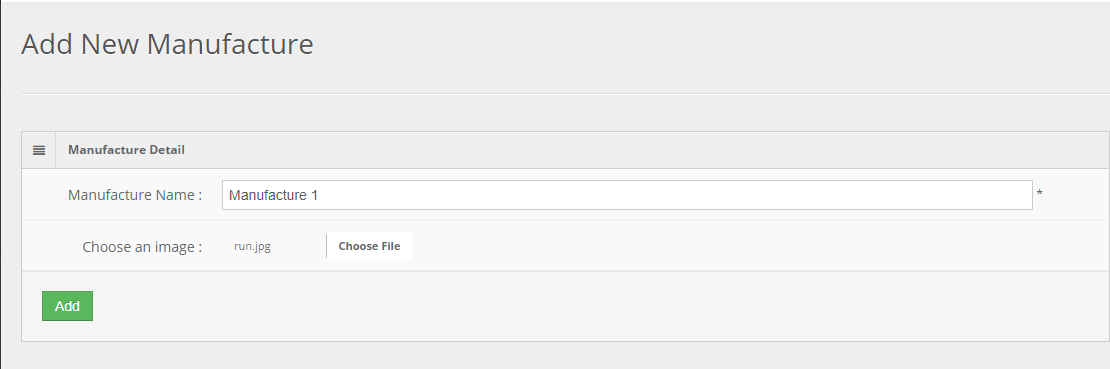 Add New Manufacture
Manufacture Detail
Manufacture Name : Manufacture 1 *
Choose an image : run.jpg Choose File
Add